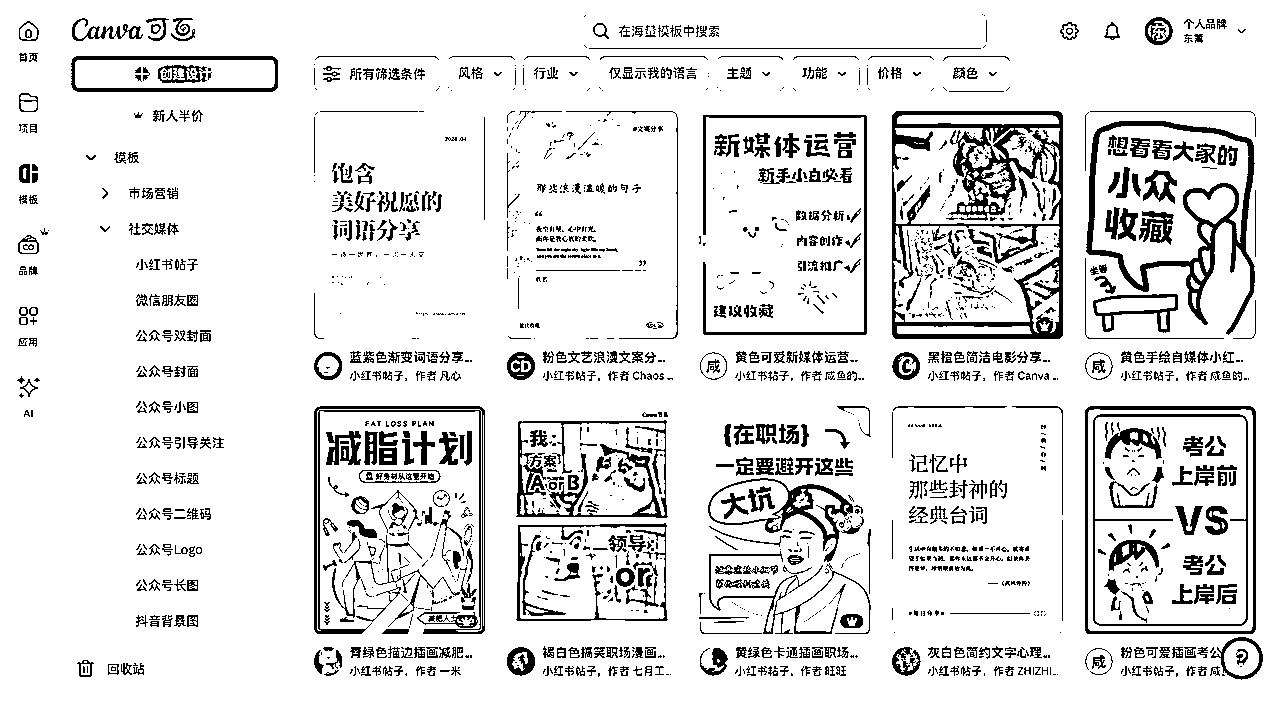 Canva可画
在海量模板中搜索
个人品牌
东篱
首页
项目
模板
品牌
应用
AI
创建设计
新人半价
模板
市场营销
社交媒体
小红书帖子
微信朋友图
公众号双封面
公众号封面
公众号小图
公众号引导关注
公众号标题
公众号二维码
公众号Logo
公众号长图
抖音背景图
回收站
所有筛选条件
风格
行业
仅显示我的语言
主题
功能
价格
颜色
饱含
美好祝愿的
词语分享
蓝紫色渐变词语分享...
小红书帖子，作者 凡心
#文案分享
那些浪漫温暖的句子
粉色文艺浪漫文案分...
小红书帖子，作者 Chaos...
新媒体运营
新手小白必看
数据分析
内容创作
引流推广
建议收藏
黄色可爱新媒体运营...
小红书帖子，作者 咸鱼的...
黑橙色简洁电影分享...
小红书帖子，作者 Canva...
想看看大家的
小众
收藏
坐等
黄色手绘自媒体小红...
小红书帖子，作者 咸鱼的...
FAT LOSS PLAN
减脂计划
好身材从这里开始
青绿色描边插画减肥...
小红书帖子，作者 一米
Canva可画
我:
方案
A or B
领导:
or
褐白色搞笑职场漫画...
小红书帖子，作者 七月工...
{在职场}
一定要避开这些
大坑
黄绿色卡通插画职场...
小红书帖子，作者 旺旺
记忆中
那些封神的
经典台词
灰白色简约文字心理...
小红书帖子，作者 ZHIZHI...
考公
上岸前
VS
考公
上岸后
粉色可爱插画考公
小红书帖子，作者 咸